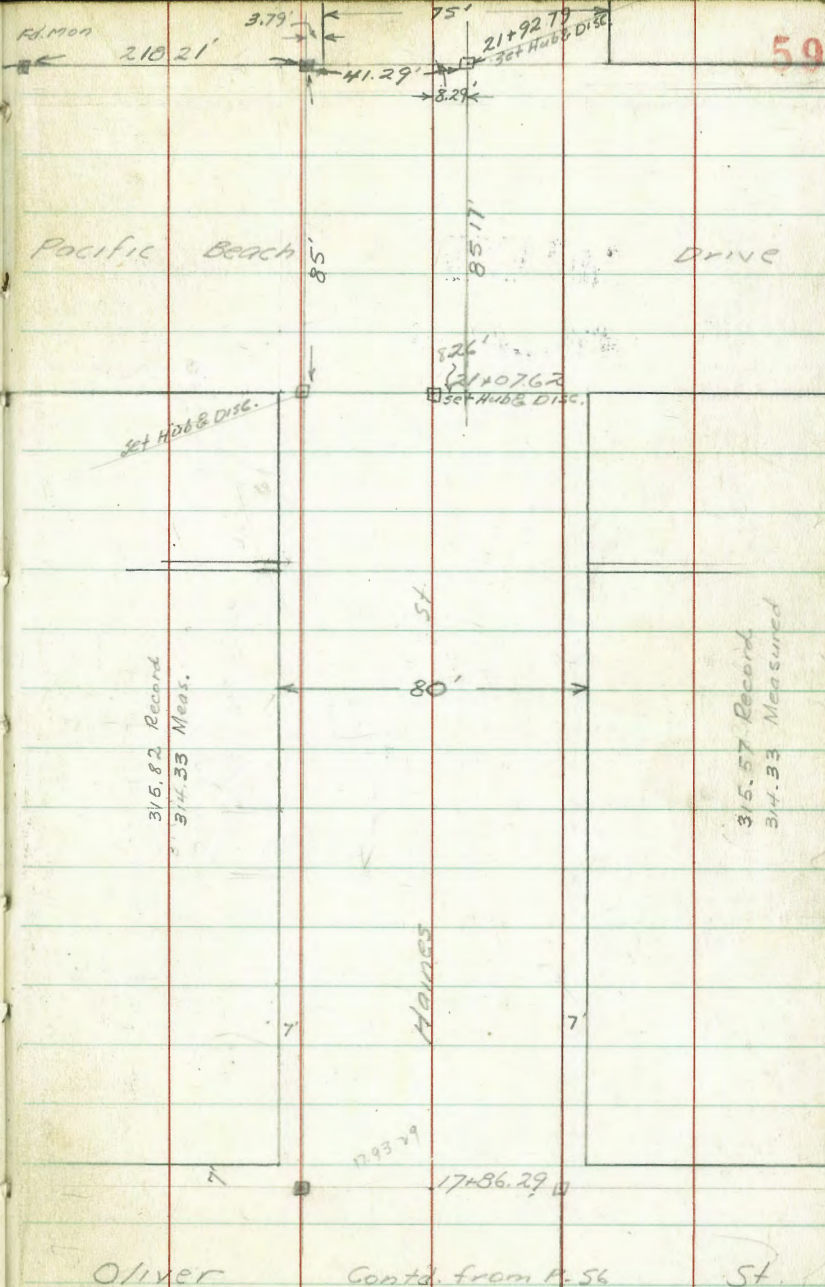 3.79'
75'
59
Fd. Mon
210.21'
41.29'
21+92.79
Set Hub & Disc.
8.29'
Pacific Beach Drive
85'
85.17'
8.26'
21+07.62
Set Hub & Disc.
Set Hub & Disc.
St.
80'
315.82 Record
314.33 Meas.
315.57 Record
314.33 Measured
Haines
7'
7'
17.93.29
7'
17+86.29
Oliver Contd. from P. 56 St